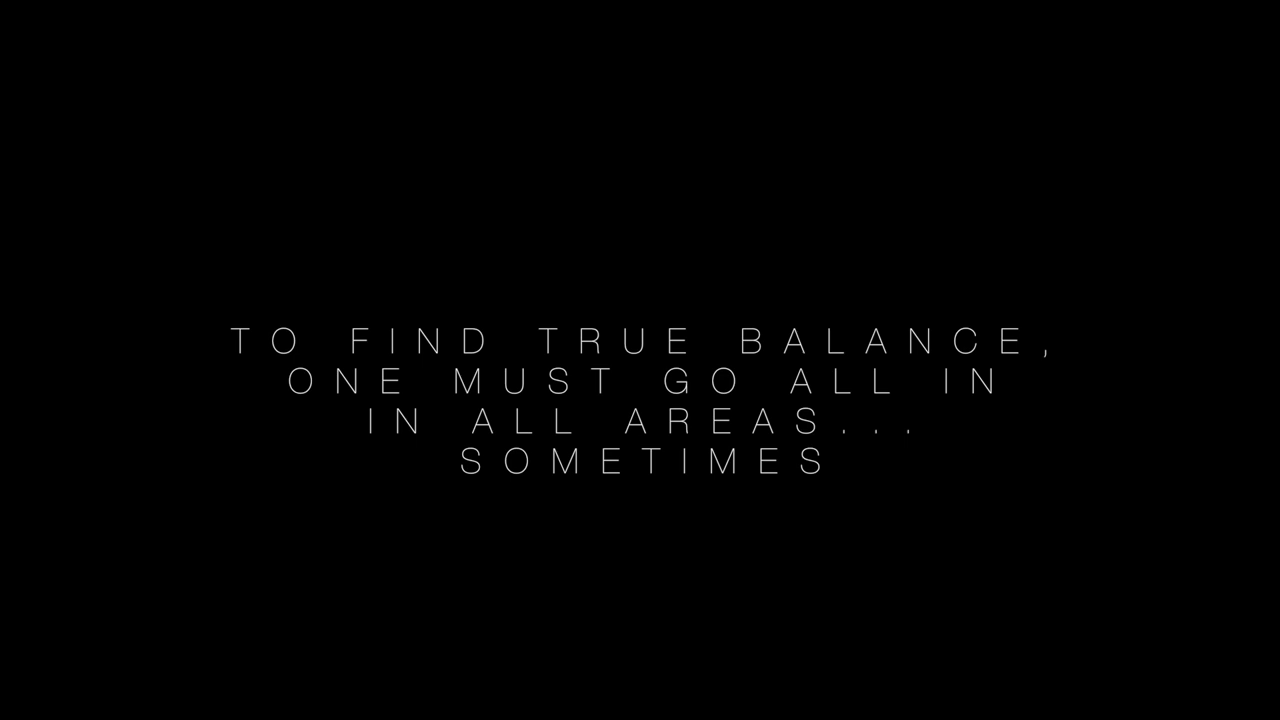 TO FIND TRUE BALANCE,
ONE MUST GO ALL IN
IN ALL AREAS...
SOMETIMES